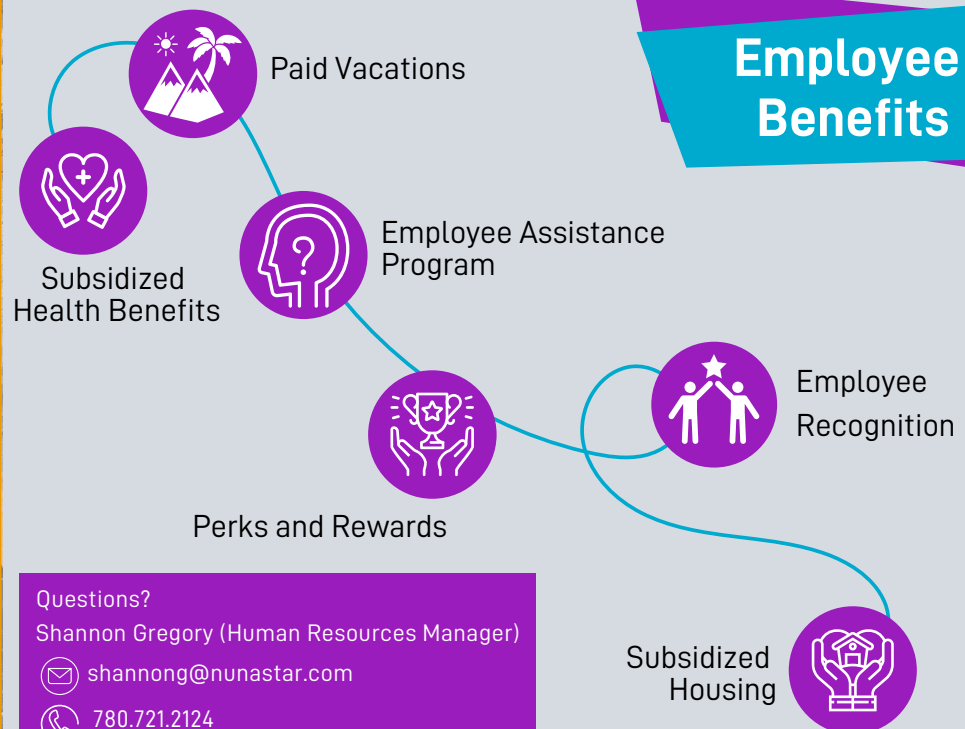 Employee
Benefits
Paid Vacations
Subsidized
Health Benefits
Employee Assistance
Program
Employee
Recognition
Perks and Rewards
Subsidized
Housing
Questions?
Shannon Gregory (Human Resources Manager)
shannong@nunastar.com
780.721.2124